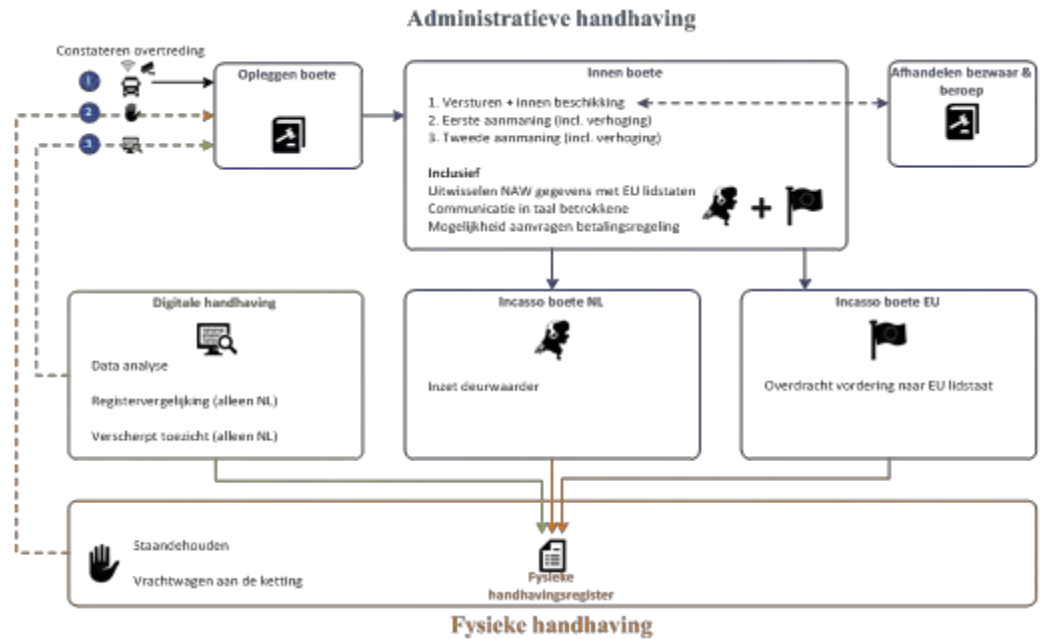 Administratieve handhaving
Constateren overtreding
1
2
3
Opleggen boete
Innen boete
1. Versturen + innen beschikking
2. Eerste aanmaning (incl. verhoging)
3. Tweede aanmaning (incl. verhoging)
Inclusief
Uitwisselen NAW gegevens met EU lidstaten
Communicatie in taal betrokkene
Mogelijkheid aanvragen betalingsregeling
Afhandelen bezwaar &
beroep
Digitale handhaving
Data analyse
Registervergelijking (alleen NL)
Verscherpt toezicht (alleen NL)
Incasso boete NL
Inzet deurwaarder
Incasso boete EU
Overdracht vordering naar EU lidstaat
Staandehouden
Vrachtwagen aan de ketting
Fysieke
handhavingsregister
Fysieke handhaving